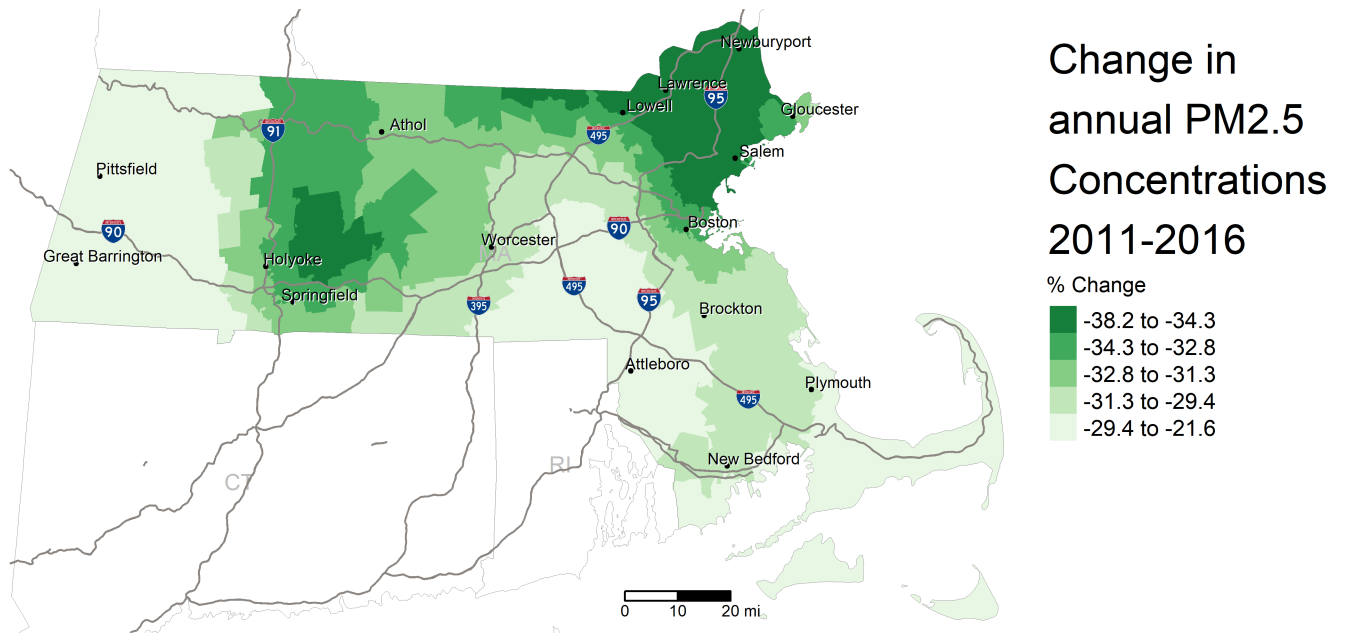 Change in
annual PM2.5
Concentrations
2011-2016
% Change
-38.2 to -34.3
-34.3 to -32.8
-32.8 to -31.3
-31.3 to -29.4
-29.4 to -21.6
Newburyport
Lawrence
95
Lowell
Gloucester
91
Athol
495
Salem
Pittsfield
90
Boston
90
Worcester
MA
Great Barrington
Holyoke
495
Springfield
395
95
Brockton
Attleboro
Plymouth
495
New Bedford
RI
CT
0 10 20 mi